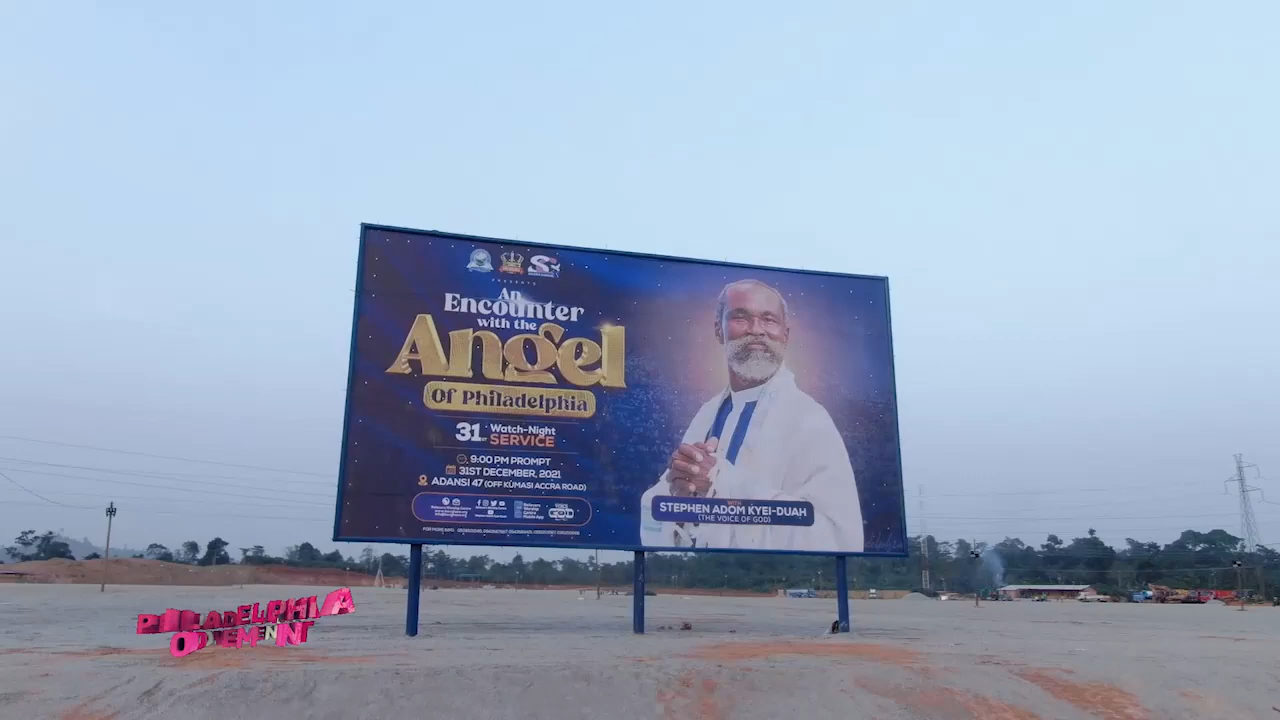 PRESENTS
An
Encounter
with the
Angel
Of Philadelphia
31ST Watch-Night
SERVICE
9:00 PM PROMPT
31ST DECEMBER, 2021
ADANSI 47 (OFF KUMASI ACCRA ROAD)
WITH
STEPHEN ADOM KYEI-DUAH
(THE VOICE OF GOD)
PHILADELPHIA